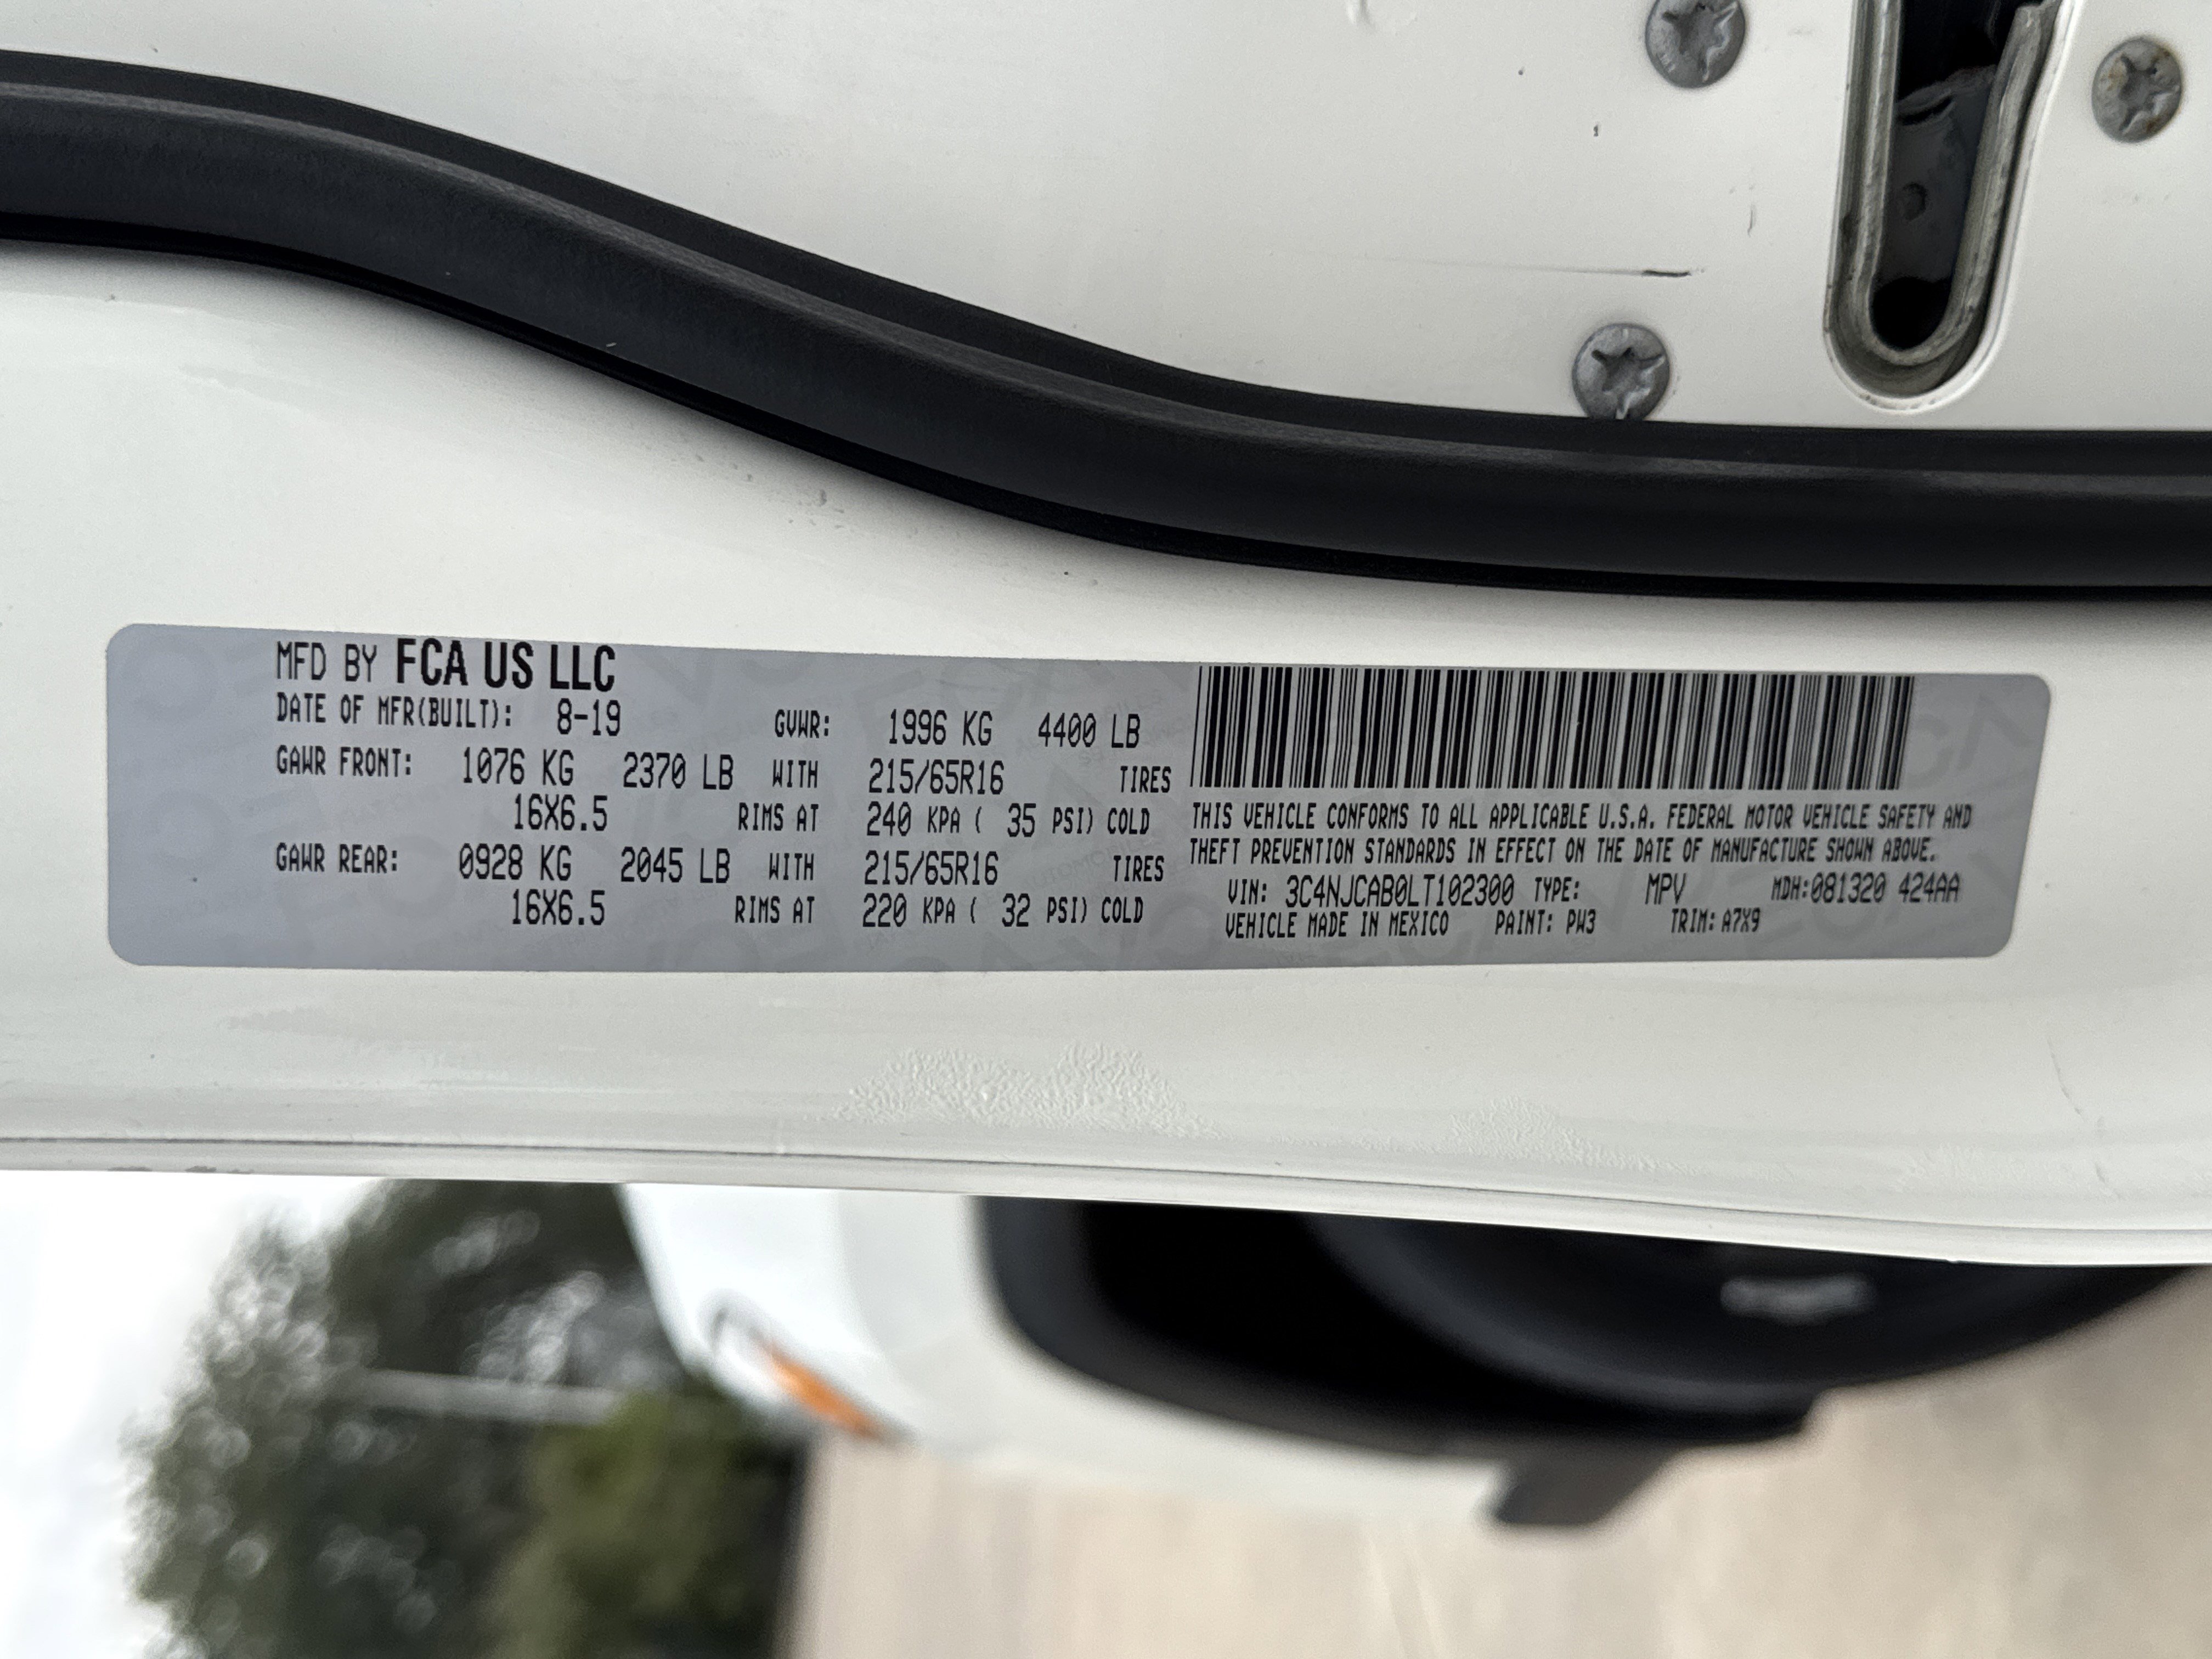 MFD BY FCA US LLC
DATE OF MFR(BUILT): 8-19 GVWR: 1996 KG 4400 LB
GAWR FRONT: 1076 KG 2370 LB WITH 215/65R16 TIRES
16X6.5 RIMS AT 240 KPA ( 35 PSI) COLD
GAWR REAR: 0928 KG 2045 LB WITH 215/65R16 TIRES
16X6.5 RIMS AT 220 KPA ( 32 PSI) COLD
THIS VEHICLE CONFORMS TO ALL APPLICABLE U.S.A. FEDERAL MOTOR VEHICLE SAFETY AND
THEFT PREVENTION STANDARDS IN EFFECT ON THE DATE OF MANUFACTURE SHOWN ABOVE.
VIN: 3C4NJCAB0LT102300 TYPE: MPV MDH:081320 424AA
VEHICLE MADE IN MEXICO PAINT: PW3 TRIM: A7X9